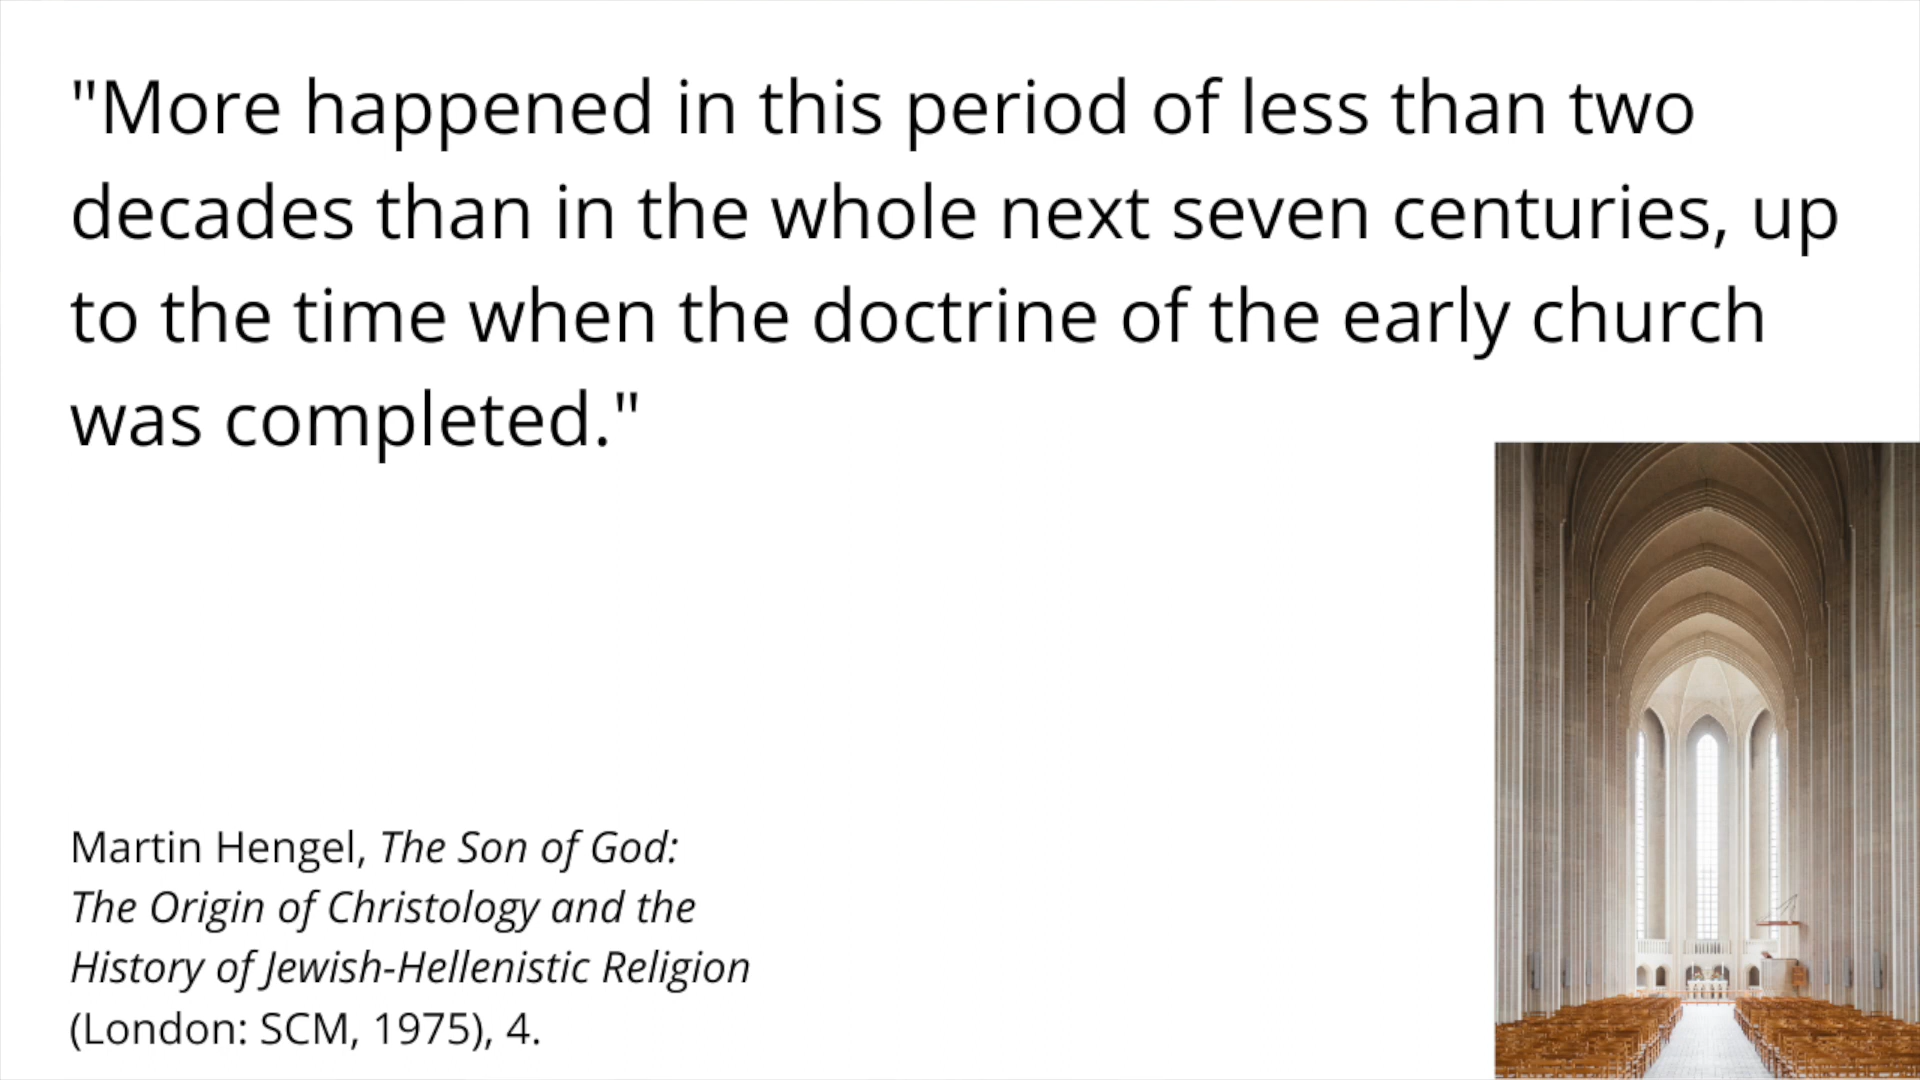 "More happened in this period of less than two
decades than in the whole next seven centuries, up
to the time when the doctrine of the early church
was completed."
Martin Hengel, The Son of God:
The Origin of Christology and the
History of Jewish-Hellenistic Religion
(London: SCM, 1975), 4.